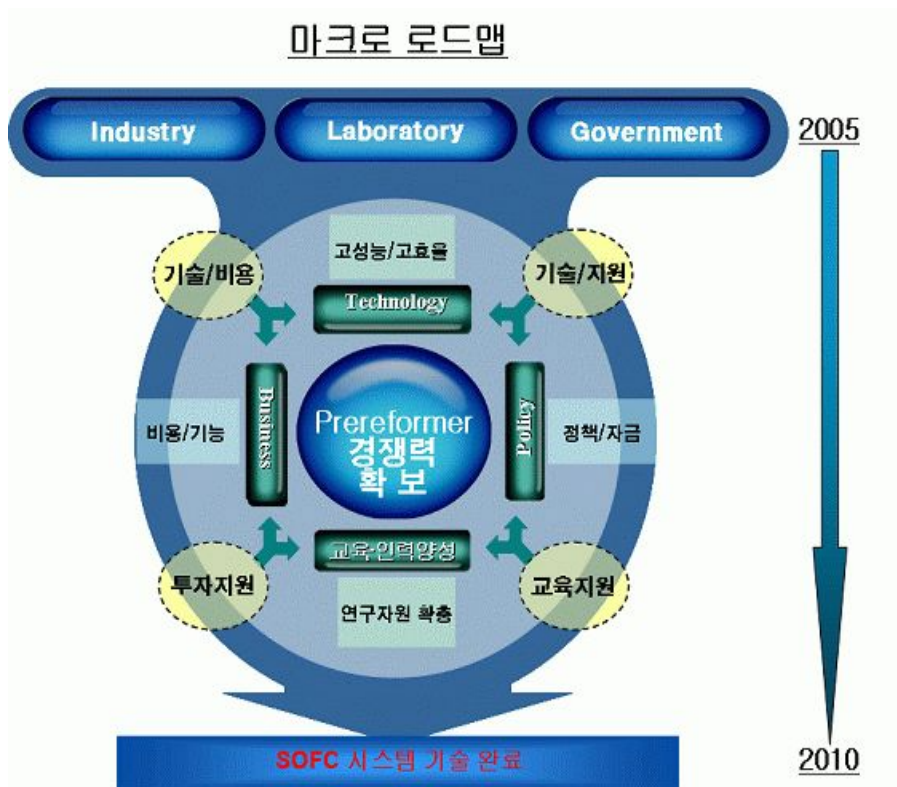 마크로 로드맵
Industry
Laboratory
Government
2005
고성능/고효율
기술/비용
기술/지원
Technology
Business
Prereformer
경쟁력
확 보
Policy
비용/기능
정책/자금
교육·인력양성
투자지원
교육지원
연구자원 확충
SOFC 시스템 기술 완료
2010